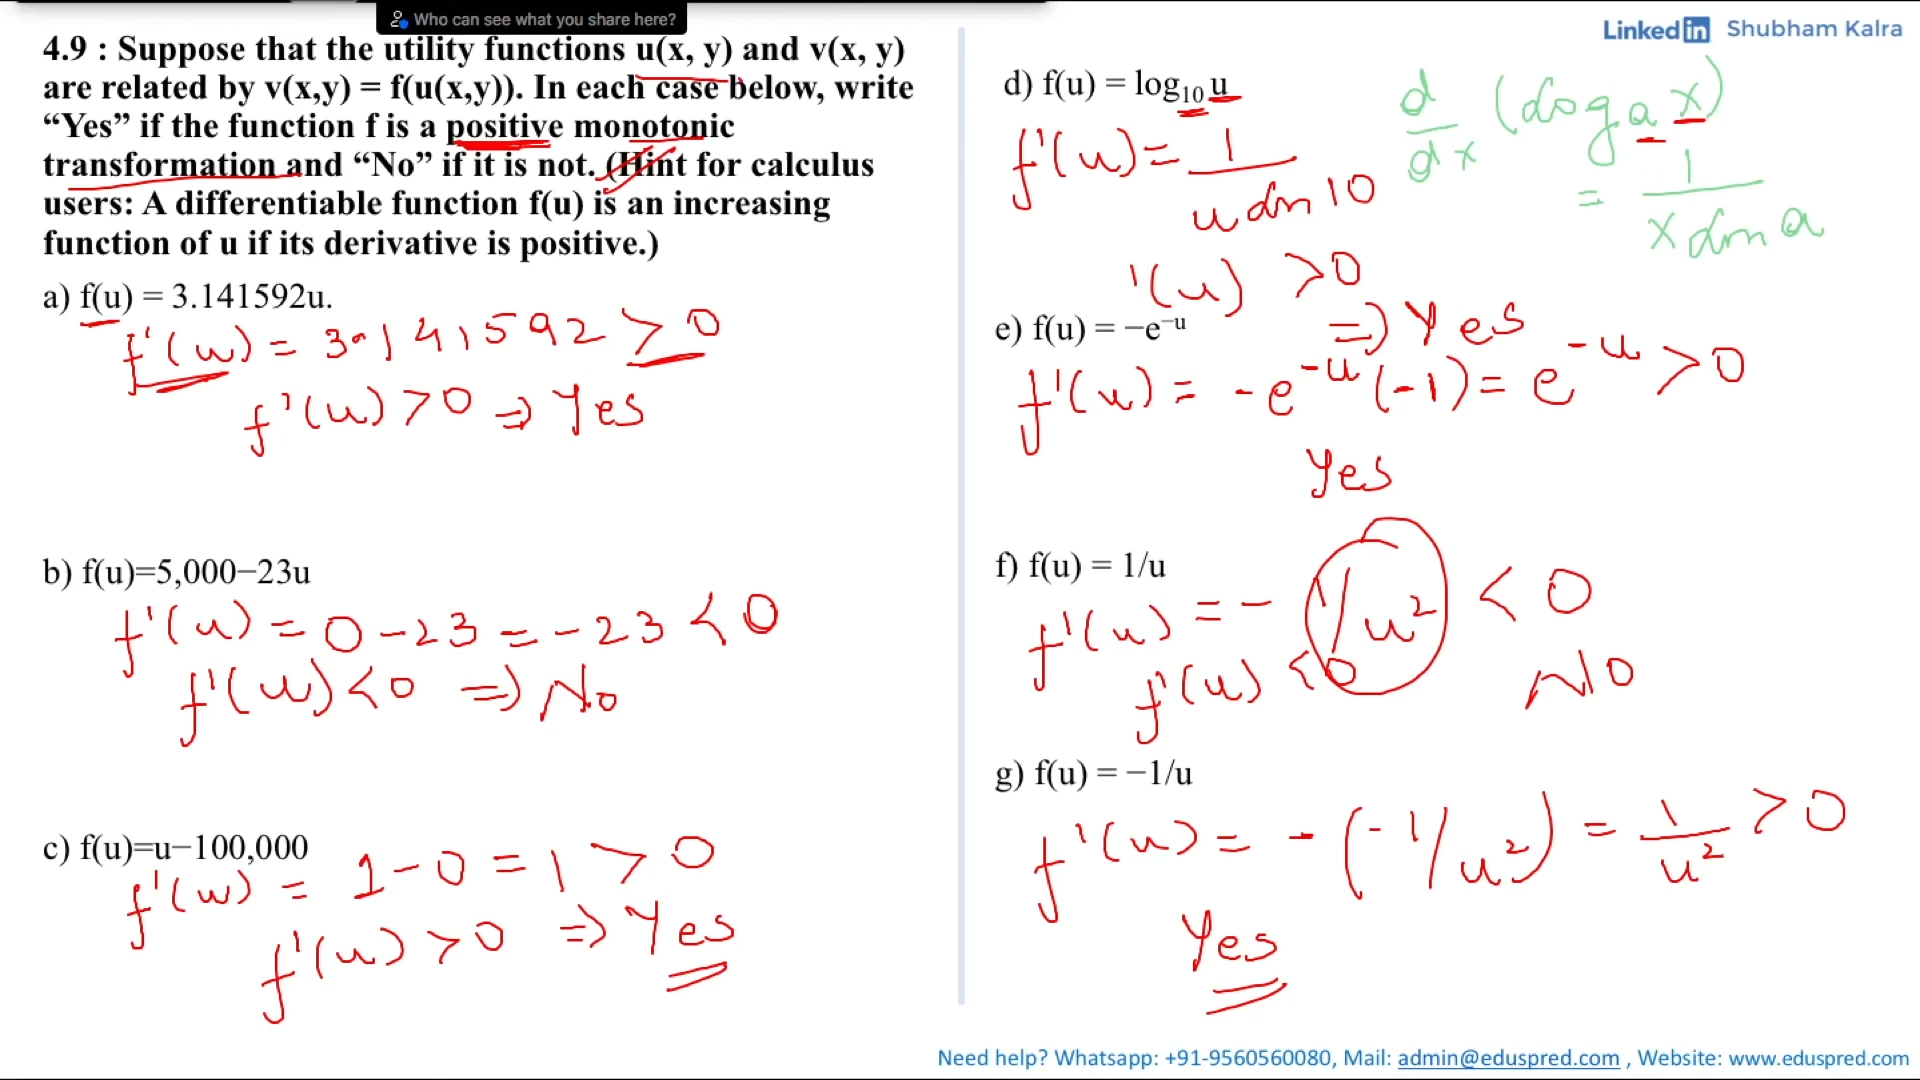 Who can see what you share here?
Linked in Shubham Kalra
4.9 : Suppose that the utility functions u(x, y) and v(x, y)
are related by v(x,y) = f(u(x,y)). In each case below, write
“Yes” if the function f is a positive monotonic
transformation and “No” if it is not. (Hint for calculus
users: A differentiable function f(u) is an increasing
function of u if its derivative is positive.)
a) f(u) = 3.141592u.
f'(u) = 3.141592 > 0
f'(u) > 0 ⇒ Yes
b) f(u)=5,000−23u
f'(u) = 0 - 23 = - 23 < 0
f'(u) < 0 ⇒ No
c) f(u)=u−100,000
f'(u) = 1 - 0 = 1 > 0
f'(u) > 0 ⇒ Yes
d) f(u) = log₁₀ u
f'(u) = 1 / u ln 10
d/dx (log a x)
= 1 / x ln a
'(u) > 0
⇒ Yes
e) f(u) = −e⁻ᵘ
f'(u) = - e^-u (-1) = e^-u > 0
Yes
f) f(u) = 1/u
f'(u) = - 1/u² < 0
f'(u) < 0
No
g) f(u) = −1/u
f'(u) = - (- 1/u²) = 1/u² > 0
Yes
Need help? Whatsapp: +91-9560560080, Mail: admin@eduspred.com , Website: www.eduspred.com